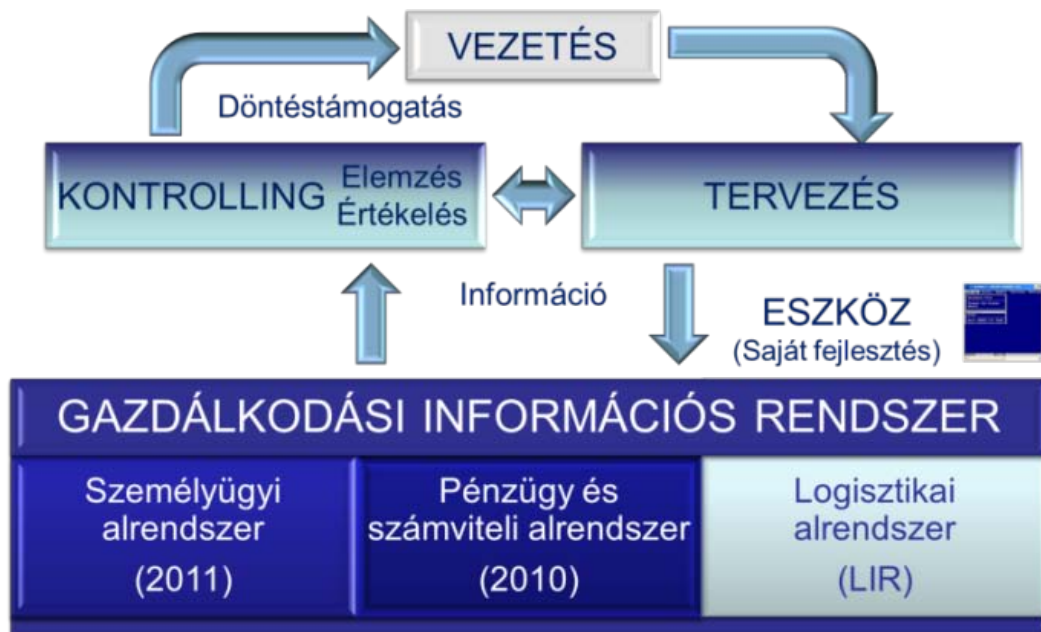 VEZETÉS
Döntéstámogatás
KONTROLLING
Elemzés
Értékelés
TERVEZÉS
Információ
ESZKÖZ
(Saját fejlesztés)
GAZDÁLKODÁSI INFORMÁCIÓS RENDSZER
Személyügyi
alrendszer
(2011)
Pénzügy és
számviteli alrendszer
(2010)
Logisztikai
alrendszer
(LIR)